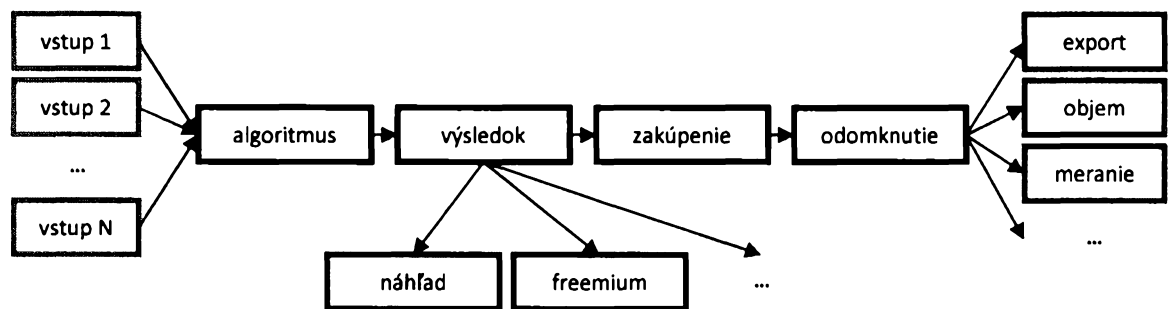 vstup 1
vstup 2
...
vstup N
algoritmus
výsledok
zakúpenie
odomknutie
export
objem
meranie
...
náhľad
freemium
...